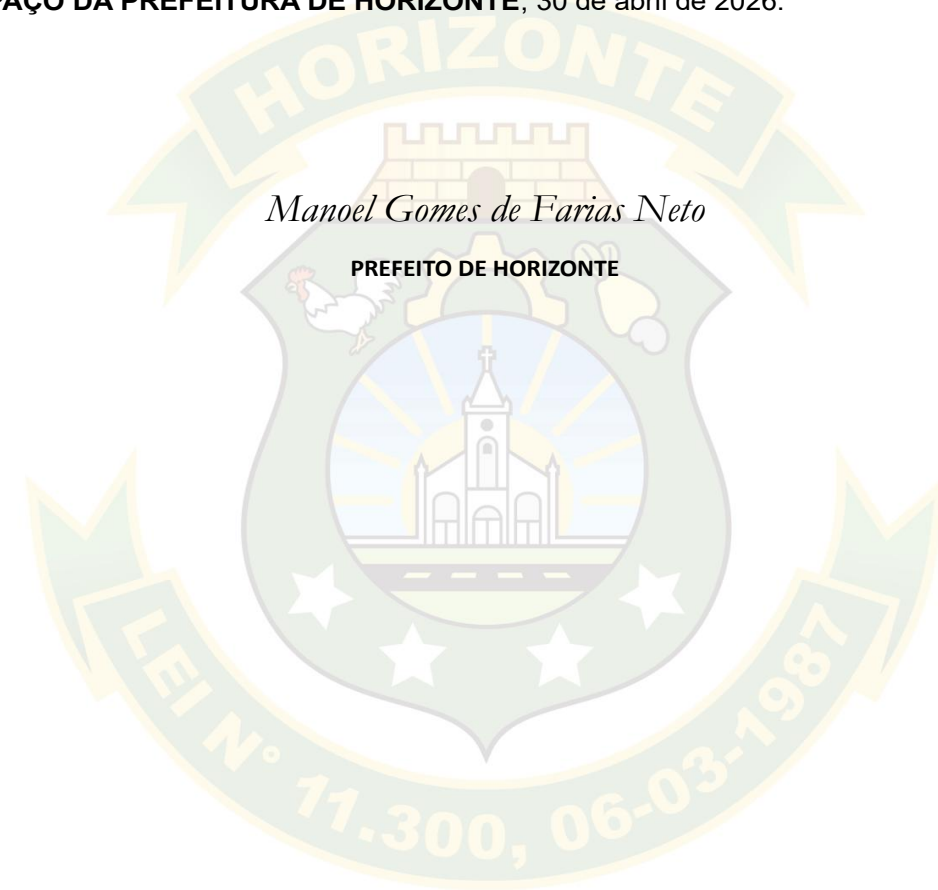 PAÇO DA PREFEITURA DE HORIZONTE, 30 de abril de 2026.
HORIZONTE
Manoel Gomes de Farias Neto
PREFEITO DE HORIZONTE
LEI Nº 11.300, 06-03-1987